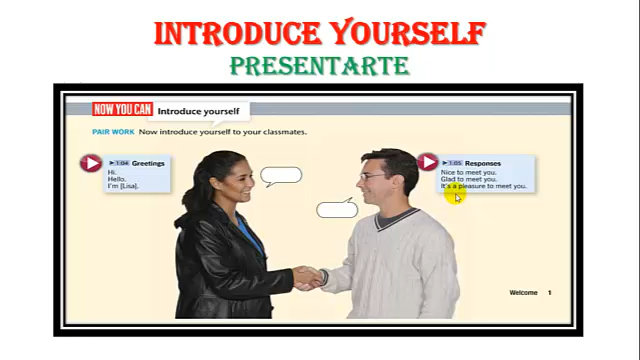 INTRODUCE YOURSELF
PRESENTARTE
NOW YOU CAN Introduce yourself
PAIR WORK Now introduce yourself to your classmates.
1:04 Greetings
Hi.
Hello.
I'm [Lisa].
1:05 Responses
Nice to meet you.
Glad to meet you.
It's a pleasure to meet you.
Welcome 1